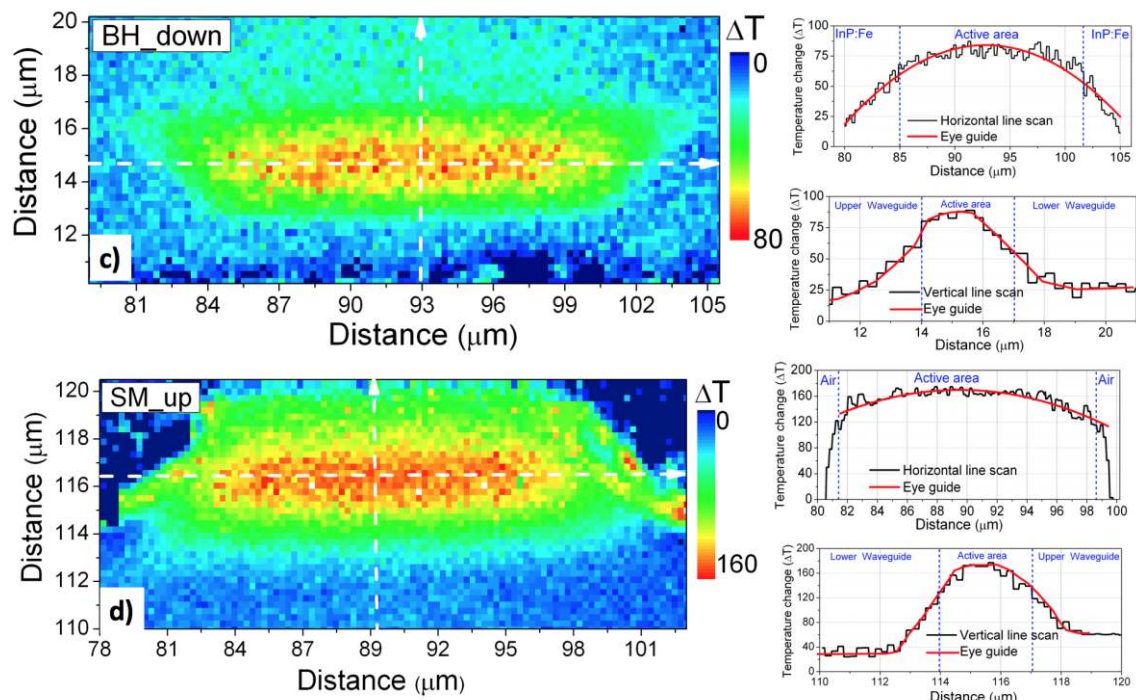 BH_down
20
18
16
14
12
Distance (μm)
c)
81 84 87 90 93 96 99 102 105
Distance (μm)
ΔT
0
80
InP:Fe Active area InP:Fe
100
75
50
25
0
Temperature change (ΔT)
Horizontal line scan
Eye guide
80 85 90 95 100 105
Distance (μm)
Upper Waveguide Active area Lower Waveguide
100
75
50
25
0
Temperature change (ΔT)
Vertical line scan
Eye guide
12 14 16 18 20
Distance (μm)
SM_up
120
118
116
114
112
110
Distance (μm)
d)
78 81 83 86 89 92 95 98 101
Distance (μm)
ΔT
0
160
Air Active area Air
200
160
120
80
40
0
Temperature change (ΔT)
Horizontal line scan
Eye guide
80 82 84 86 88 90 92 94 96 98 100
Distance (μm)
Lower Waveguide Active area Upper Waveguide
200
160
120
80
40
0
Temperature change (ΔT)
Vertical line scan
Eye guide
110 112 114 116 118 120
Distance (μm)